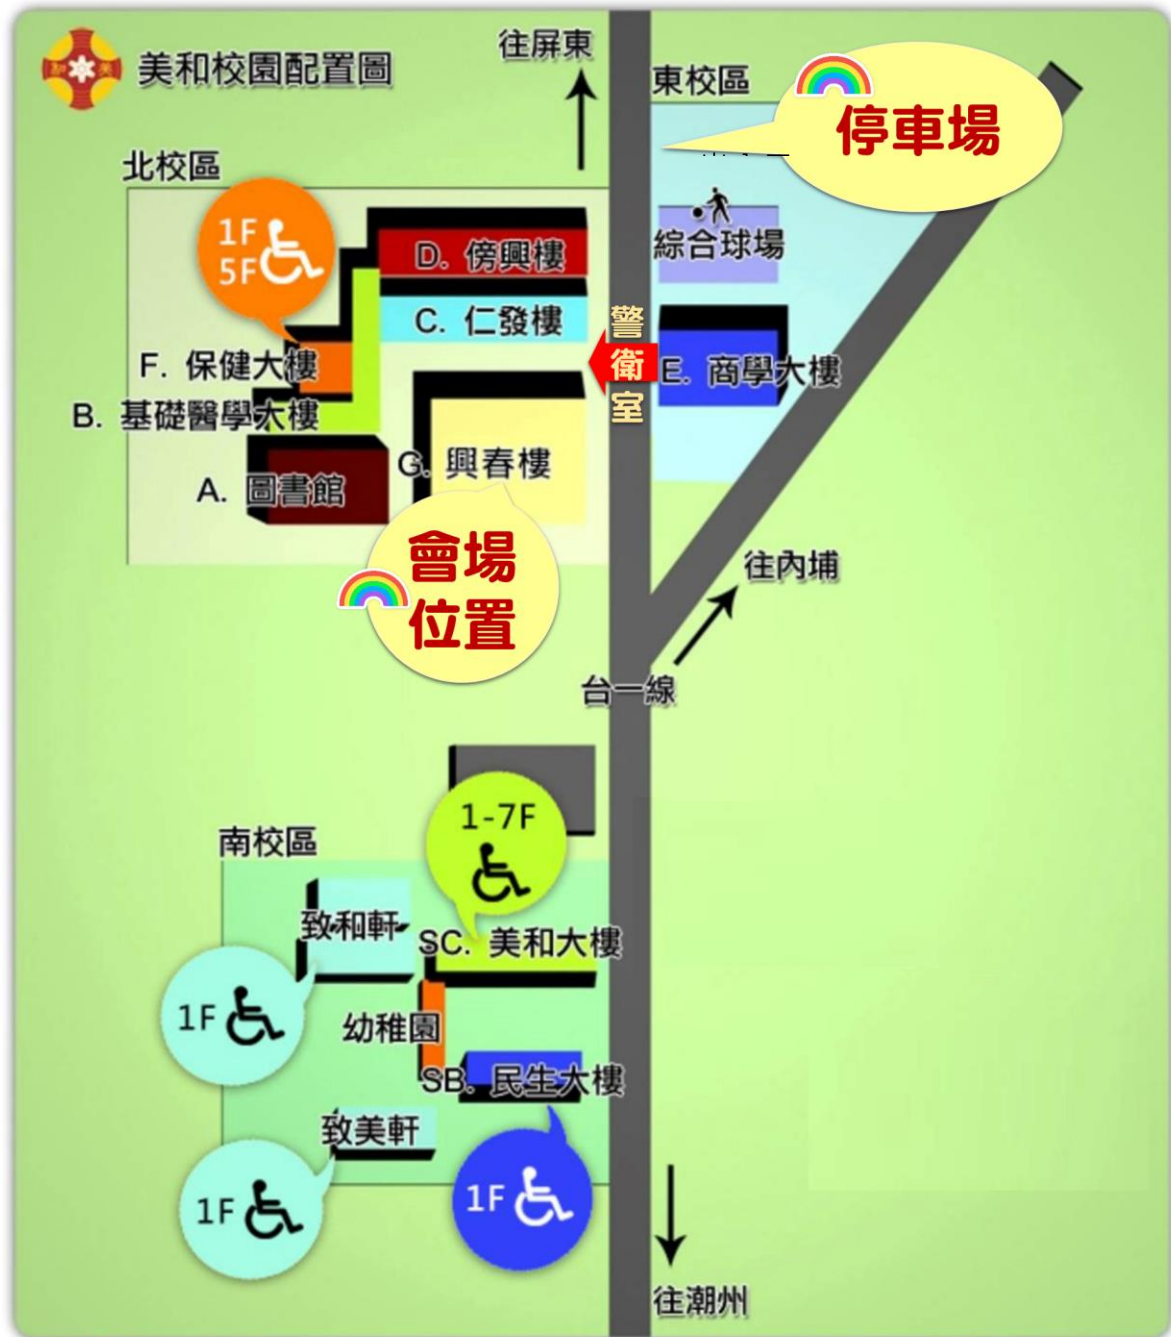 美和校園配置圖
往屏東
東校區
停車場
北校區
1F
5F
D. 傍興樓
綜合球場
C. 仁發樓
警衛室
F. 保健大樓
E. 商學大樓
B. 基礎醫學大樓
G. 興春樓
A. 圖書館
會場
位置
往內埔
台一線
1-7F
南校區
致和軒
SC. 美和大樓
1F
幼稚園
SB. 民生大樓
致美軒
1F
1F
往潮州